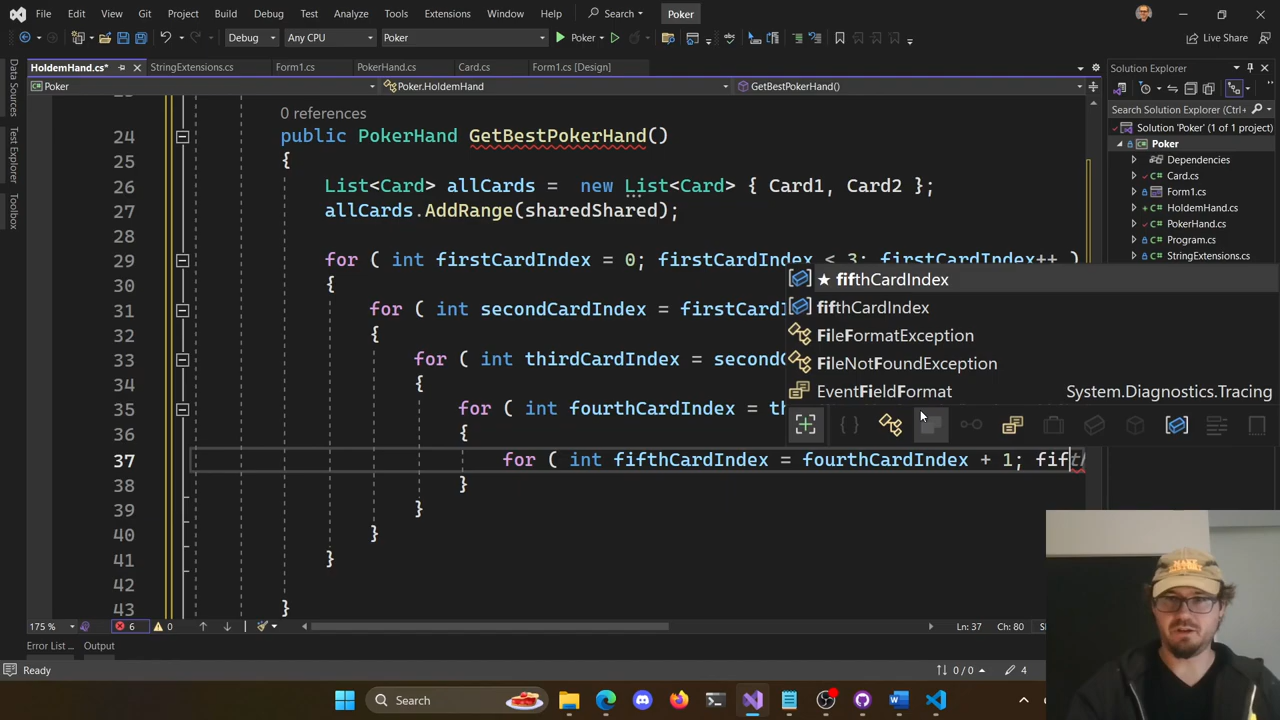 File Edit View Git Project Build Debug Test Analyze Tools Extensions Window Help Search Poker
Debug Any CPU Poker Poker Live Share
HoldemHand.cs* StringExtensions.cs Form1.cs PokerHand.cs Card.cs Form1.cs [Design]
Poker Poker.HoldemHand GetBestPokerHand()
Data Sources
Test Explorer
Toolbox
0 references
24 public PokerHand GetBestPokerHand()
25 {
26 List<Card> allCards = new List<Card> { Card1, Card2 };
27 allCards.AddRange(sharedShared);
28
29 for ( int firstCardIndex = 0; firstCardIndex < 3; firstCardIndex++ )
30 {
31 for ( int secondCardIndex = firstCardI
32 {
33 for ( int thirdCardIndex = second
34 {
35 for ( int fourthCardIndex = th
36 {
37 for ( int fifthCardIndex = fourthCardIndex + 1; fift
38 }
39 }
40 }
41 }
42
43 }
★ fifthCardIndex
fifthCardIndex
FileFormatException
FileNotFoundException
EventFieldFormat System.Diagnostics.Tracing
Solution Explorer
Search Solution Explorer (Ctrl+
Solution 'Poker' (1 of 1 project)
Poker
Dependencies
Card.cs
Form1.cs
HoldemHand.cs
PokerHand.cs
Program.cs
StringExtensions.cs
175 % 6 0 Ln: 37 Ch: 80
Error List ... Output
Ready 0 / 0 4
Search